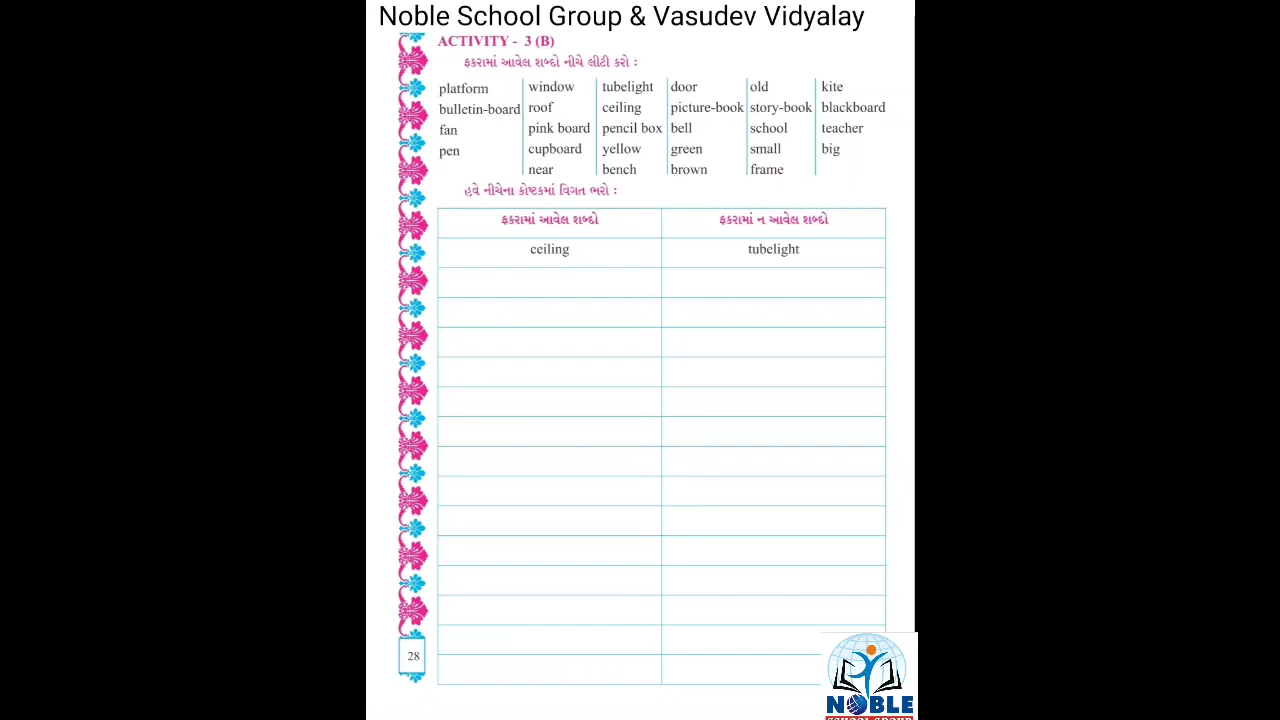 Noble School Group & Vasudev Vidyalay
ACTIVITY - 3 (B)
ફકરામાં આવેલ શબ્દો નીચે લીટી કરો :
platform window tubelight door old kite
bulletin-board roof ceiling picture-book story-book blackboard
fan pink board pencil box bell school teacher
pen cupboard yellow green small big
near bench brown frame
હવે નીચેના કોષ્ટકમાં વિગત ભરો :
ફકરામાં આવેલ શબ્દો ફકરામાં ન આવેલ શબ્દો
ceiling tubelight
28
NOBLE
SCHOOL GROUP